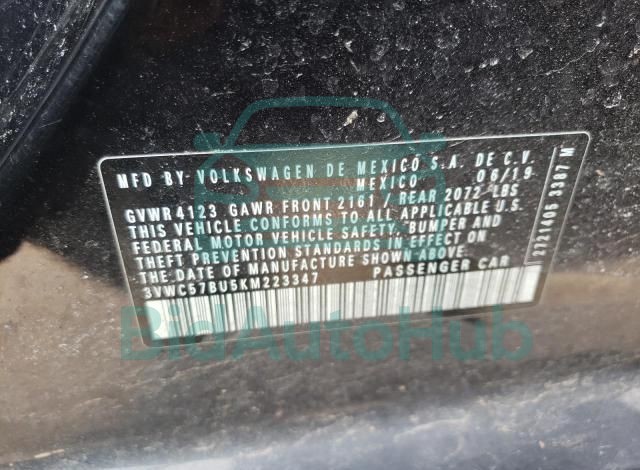 MFD BY VOLKSWAGEN DE MEXICO S.A. DE C.V.
MEXICO 06/19
GVWR 4123 GAWR FRONT 2161 / REAR 2072 LBS
THIS VEHICLE CONFORMS TO ALL APPLICABLE U.S.
FEDERAL MOTOR VEHICLE SAFETY, BUMPER AND
THEFT PREVENTION STANDARDS IN EFFECT ON
THE DATE OF MANUFACTURE SHOWN ABOVE.
3VWC57BU5KM223347 PASSENGER CAR
2721405 3387 M
BidAutoHub